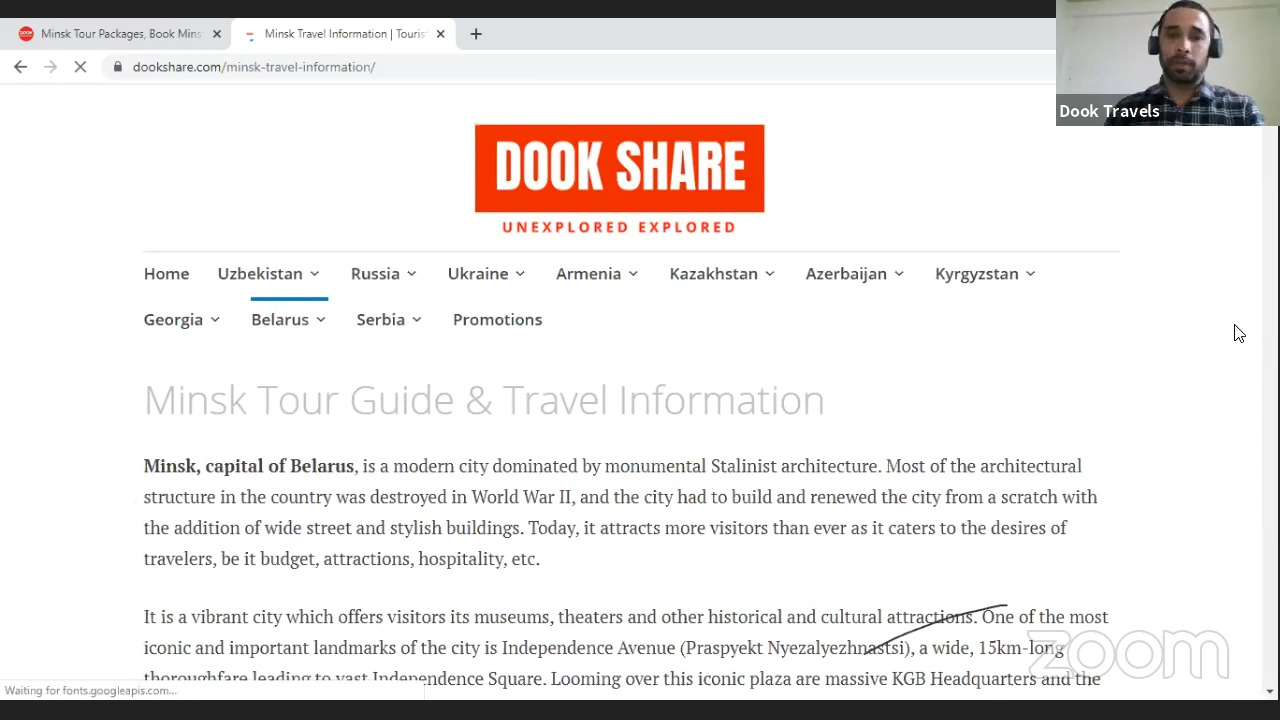 Minsk Tour Packages, Book Mins
Minsk Travel Information | Touris
dookshare.com/minsk-travel-information/
Dook Travels
DOOK SHARE
UNEXPLORED EXPLORED
Home Uzbekistan Russia Ukraine Armenia Kazakhstan Azerbaijan Kyrgyzstan
Georgia Belarus Serbia Promotions
Minsk Tour Guide & Travel Information
Minsk, capital of Belarus, is a modern city dominated by monumental Stalinist architecture. Most of the architectural
structure in the country was destroyed in World War II, and the city had to build and renewed the city from a scratch with
the addition of wide street and stylish buildings. Today, it attracts more visitors than ever as it caters to the desires of
travelers, be it budget, attractions, hospitality, etc.
It is a vibrant city which offers visitors its museums, theaters and other historical and cultural attractions. One of the most
iconic and important landmarks of the city is Independence Avenue (Praspyekt Nyezalyezhnastsi), a wide, 15km-long
thoroughfare leading to vast Independence Square. Looming over this iconic plaza are massive KGB Headquarters and the
zoom
Waiting for fonts.googleapis.com...